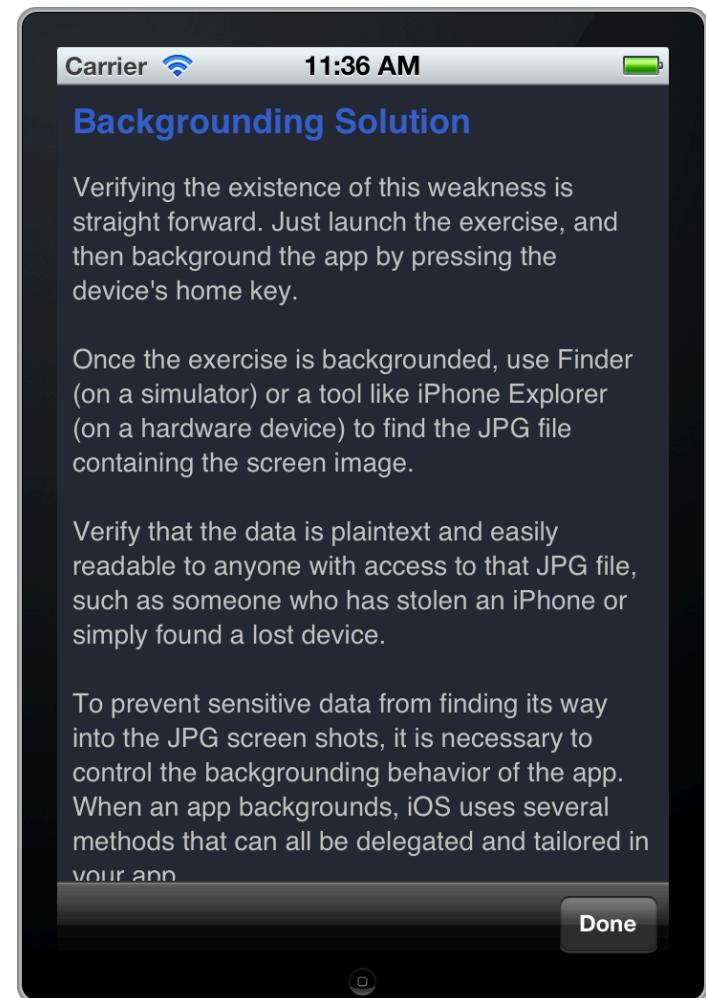 Carrier 11:36 AM
Backgrounding Solution
Verifying the existence of this weakness is
straight forward. Just launch the exercise, and
then background the app by pressing the
device's home key.
Once the exercise is backgrounded, use Finder
(on a simulator) or a tool like iPhone Explorer
(on a hardware device) to find the JPG file
containing the screen image.
Verify that the data is plaintext and easily
readable to anyone with access to that JPG file,
such as someone who has stolen an iPhone or
simply found a lost device.
To prevent sensitive data from finding its way
into the JPG screen shots, it is necessary to
control the backgrounding behavior of the app.
When an app backgrounds, iOS uses several
methods that can all be delegated and tailored in
your app
Done